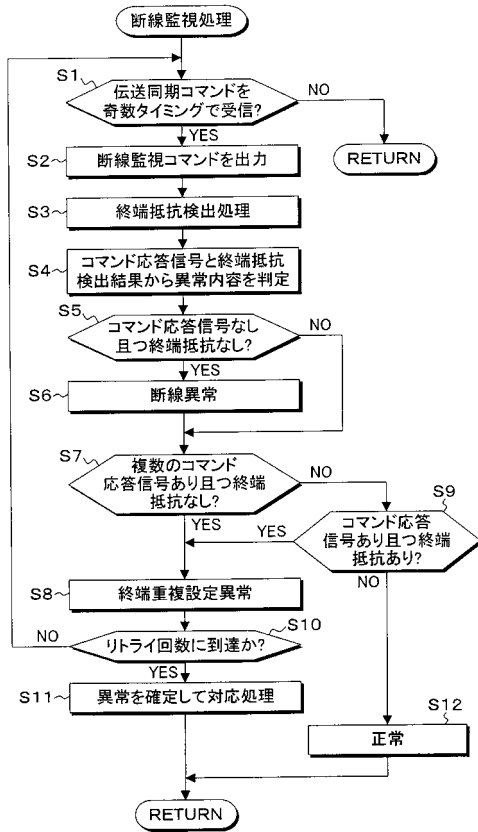 断線監視処理
S1
伝送同期コマンドを
奇数タイミングで受信?
NO
YES
RETURN
S2
断線監視コマンドを出力
S3
終端抵抗検出処理
S4
コマンド応答信号と終端抵抗
検出結果から異常内容を判定
S5
コマンド応答信号なし
且つ終端抵抗なし?
NO
YES
S6
断線異常
S7
複数のコマンド
応答信号あり且つ終端
抵抗なし?
NO
YES
S9
コマンド応答
信号あり且つ終端
抵抗あり?
YES
NO
S8
終端重複設定異常
S10
リトライ回数に到達か?
NO
YES
S11
異常を確定して対応処理
S12
正常
RETURN